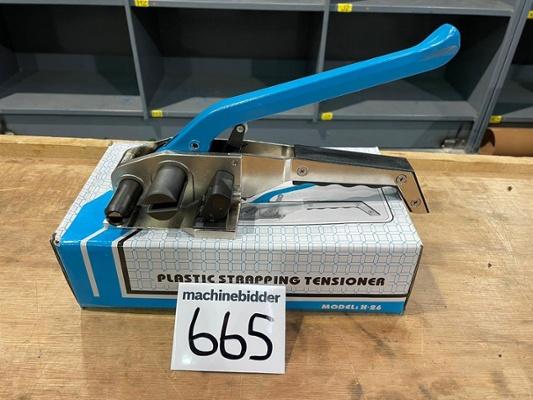 PLASTIC STRAPPING TENSIONER
MODEL: H-26
machinebidder
665